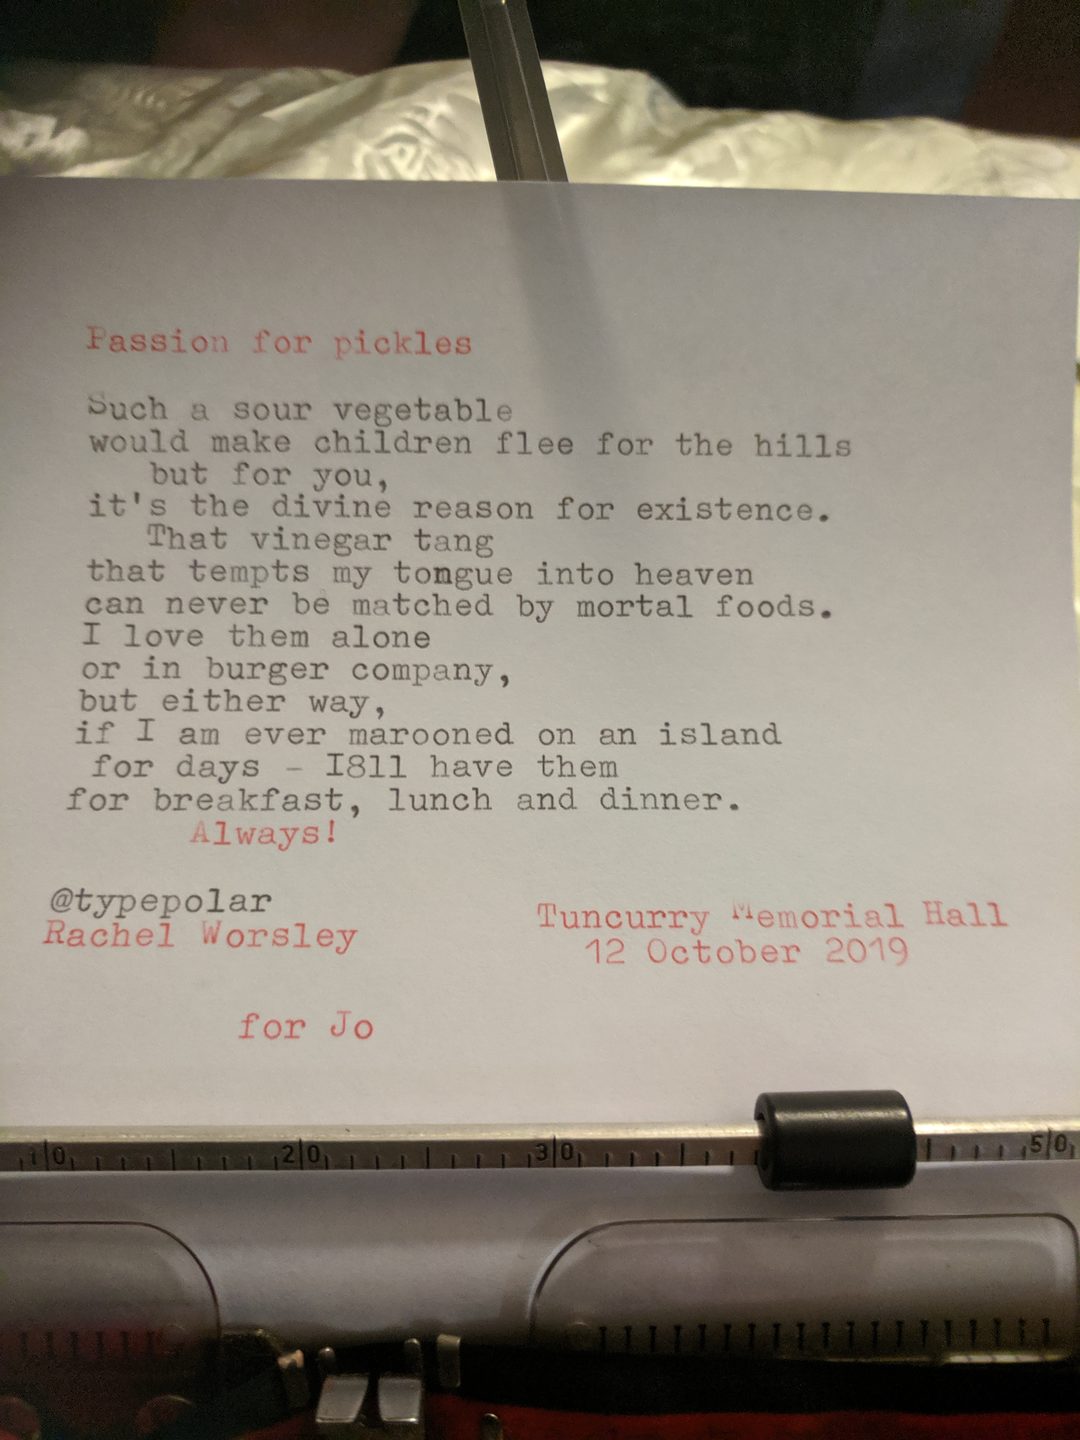 Passion for pickles
Such a sour vegetable
would make children flee for the hills
but for you,
it's the divine reason for existence.
That vinegar tang
that tempts my tongue into heaven
can never be matched by mortal foods.
I love them alone
or in burger company,
but either way,
if I am ever marooned on an island
for days - I8ll have them
for breakfast, lunch and dinner.
Always!
@typepolar
Rachel Worsley
Tuncurry Memorial Hall
12 October 2019
for Jo
10 20 30 50